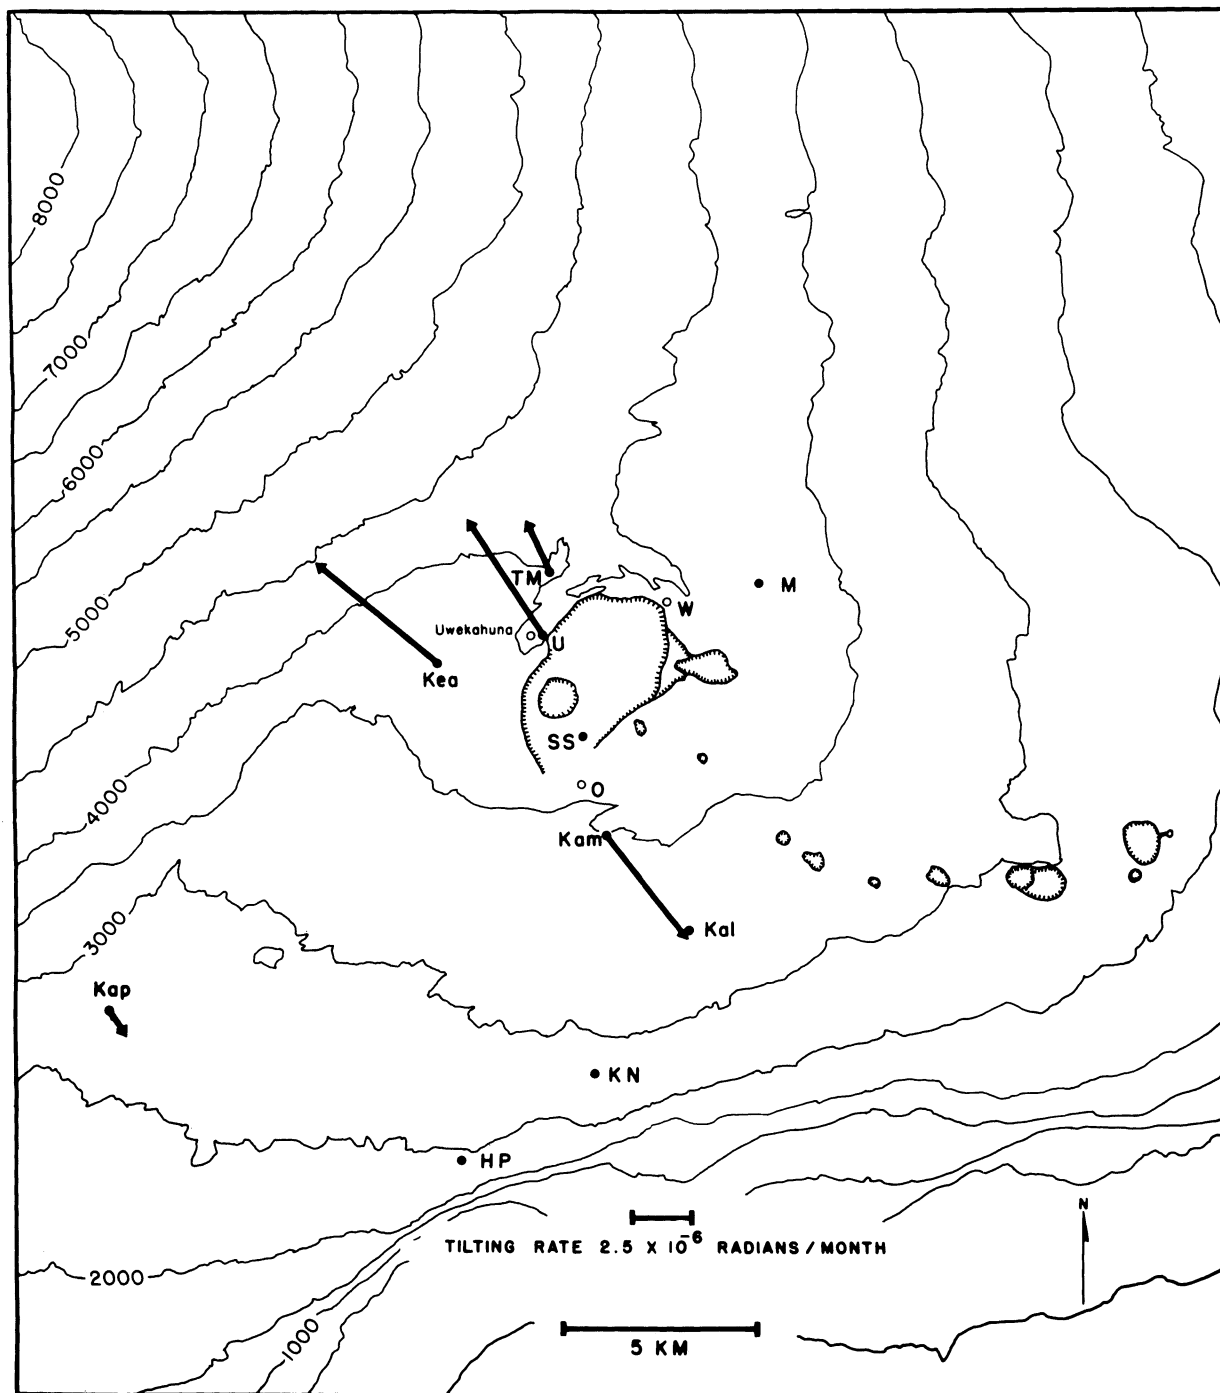 8000
7000
6000
5000
4000
3000
2000
1000
TM
M
W
Uwekahuna
U
Kea
SS
O
Kam
Kal
Kap
KN
HP
N
TILTING RATE 2.5 X 10⁻⁶ RADIANS/MONTH
5 KM